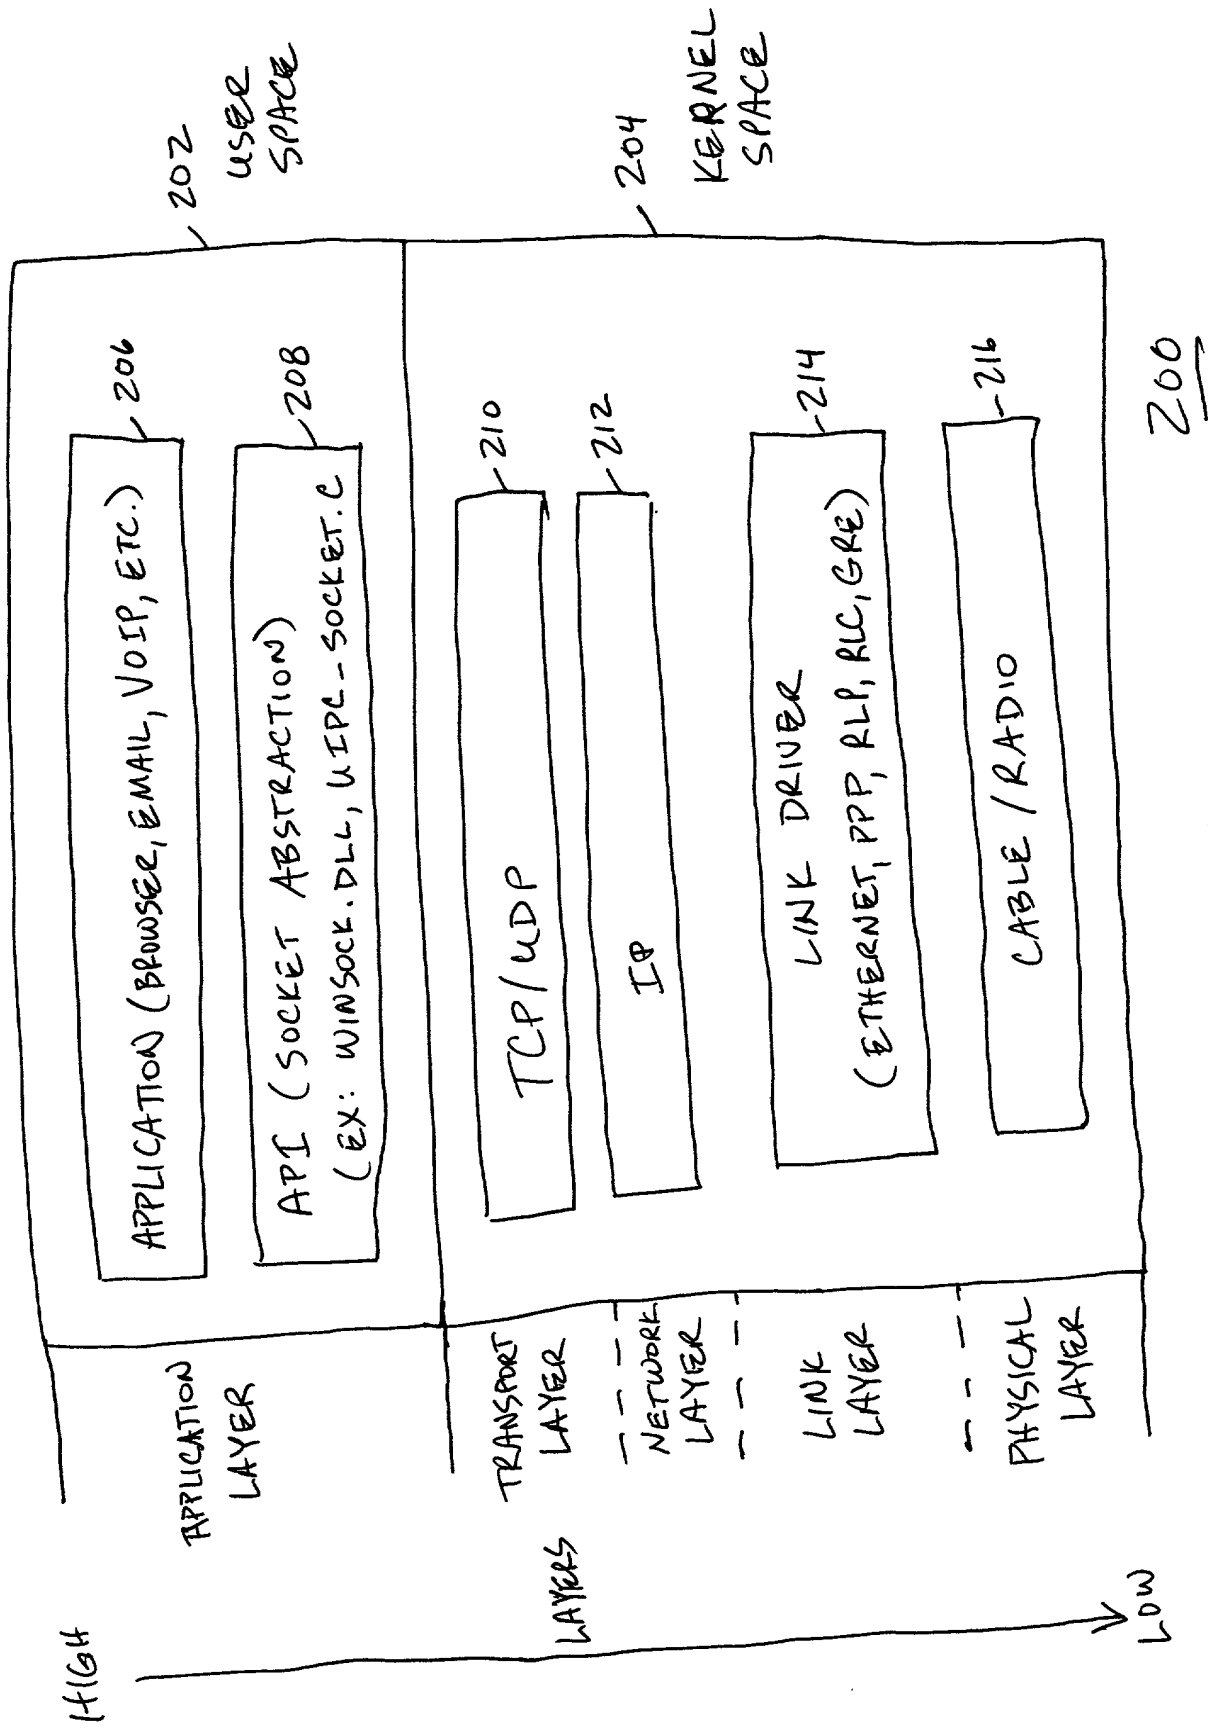 HIGH
LAYERS
LOW
APPLICATION
LAYER
TRANSPORT
LAYER
NETWORK
LAYER
LINK
LAYER
PHYSICAL
LAYER
APPLICATION (BROWSER, EMAIL, VOIP, ETC.)
206
API (SOCKET ABSTRACTION)
(EX: WINSOCK.DLL, UIPC_SOCKET.C
208
TCP/UDP
210
IP
212
LINK DRIVER
(ETHERNET, PPP, RLP, RLC, GRE)
214
CABLE / RADIO
216
202
USER
SPACE
204
KERNEL
SPACE
200